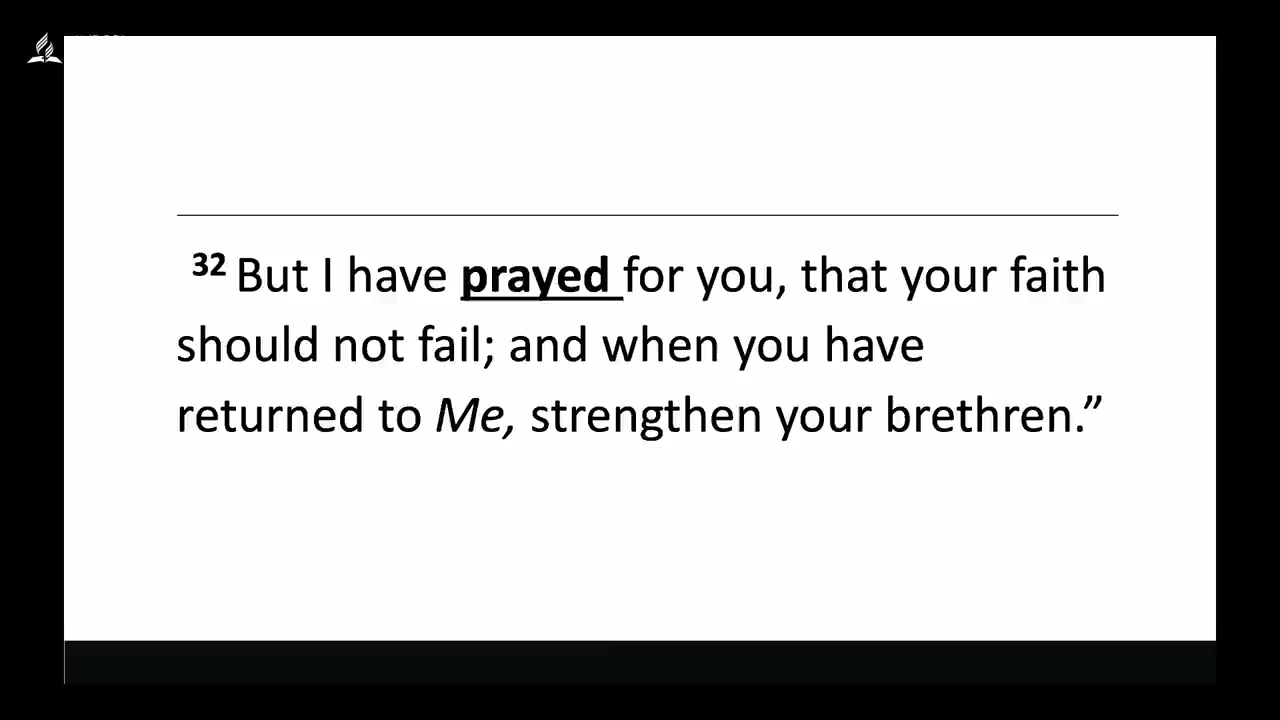 32 But I have prayed for you, that your faith
should not fail; and when you have
returned to Me, strengthen your brethren.”